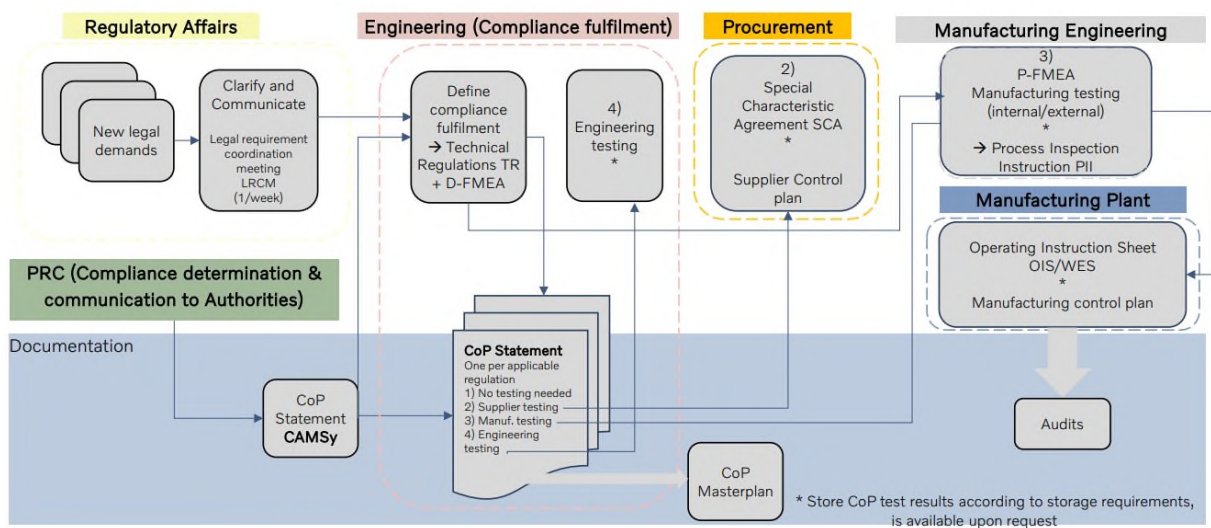 Regulatory Affairs
New legal
demands
Clarify and
Communicate
Legal requirement
coordination
meeting
LRCM
(1/week)
Engineering (Compliance fulfilment)
Define
compliance
fulfilment
→ Technical
Regulations TR
+ D-FMEA
4)
Engineering
testing
*
Procurement
2)
Special
Characteristic
Agreement SCA
*
Supplier Control
plan
Manufacturing Engineering
3)
P-FMEA
Manufacturing testing
(internal/external)
*
→ Process Inspection
Instruction PII
Manufacturing Plant
Operating Instruction Sheet
OIS/WES
*
Manufacturing control plan
PRC (Compliance determination &
communication to Authorities)
Documentation
CoP
Statement
CAMSy
CoP Statement
One per applicable
regulation
1) No testing needed
2) Supplier testing
3) Manuf. testing
4) Engineering
testing
CoP
Masterplan
Audits
* Store CoP test results according to storage requirements,
is available upon request